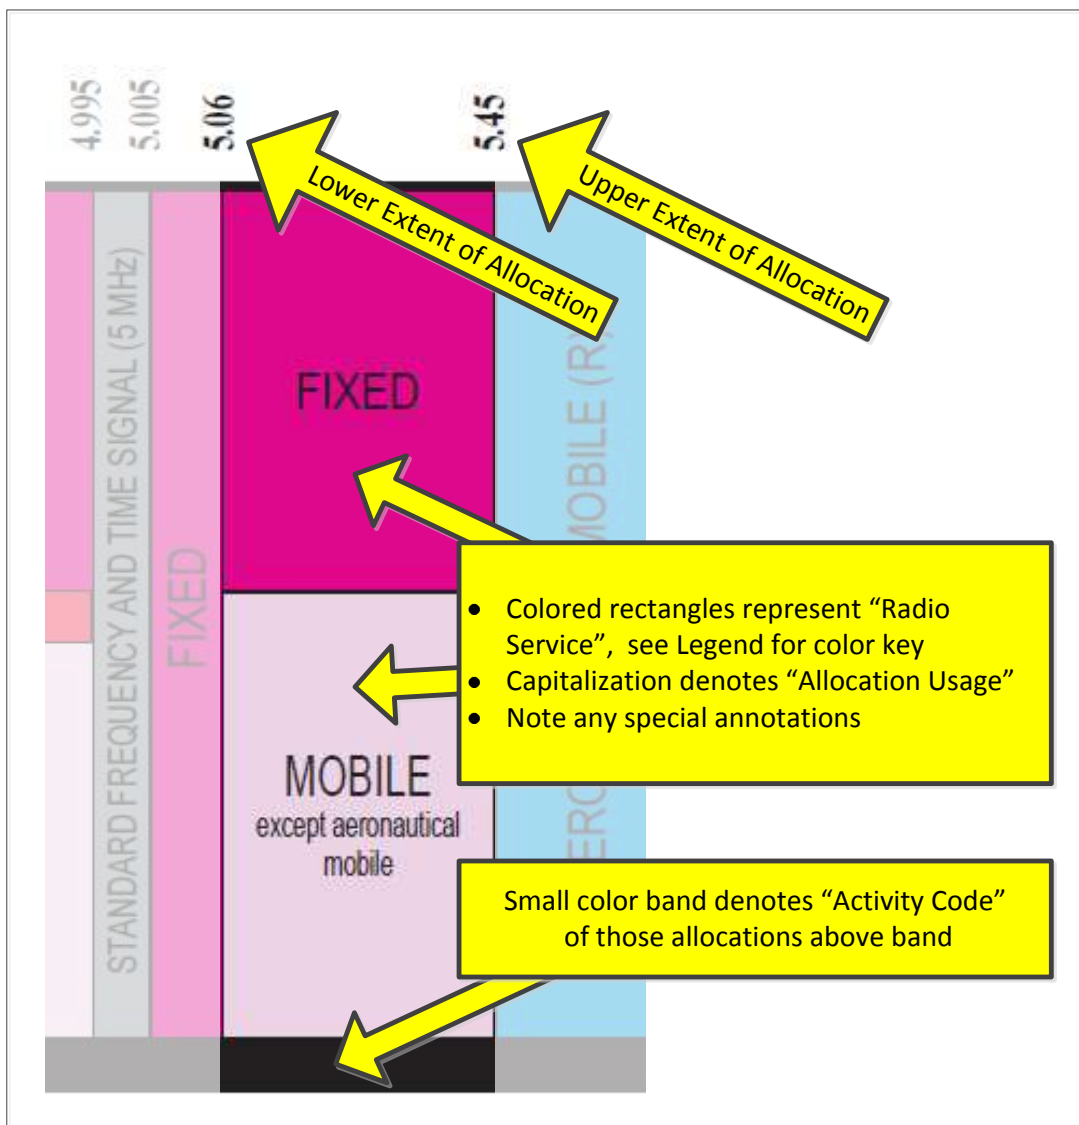 4.995
5.005
5.06
5.45
Lower Extent of Allocation
Upper Extent of Allocation
STANDARD FREQUENCY AND TIME SIGNAL (5 MHz)
FIXED
FIXED
MOBILE (R)
• Colored rectangles represent “Radio
Service”, see Legend for color key
• Capitalization denotes “Allocation Usage”
• Note any special annotations
MOBILE
except aeronautical
mobile
Small color band denotes “Activity Code”
of those allocations above band